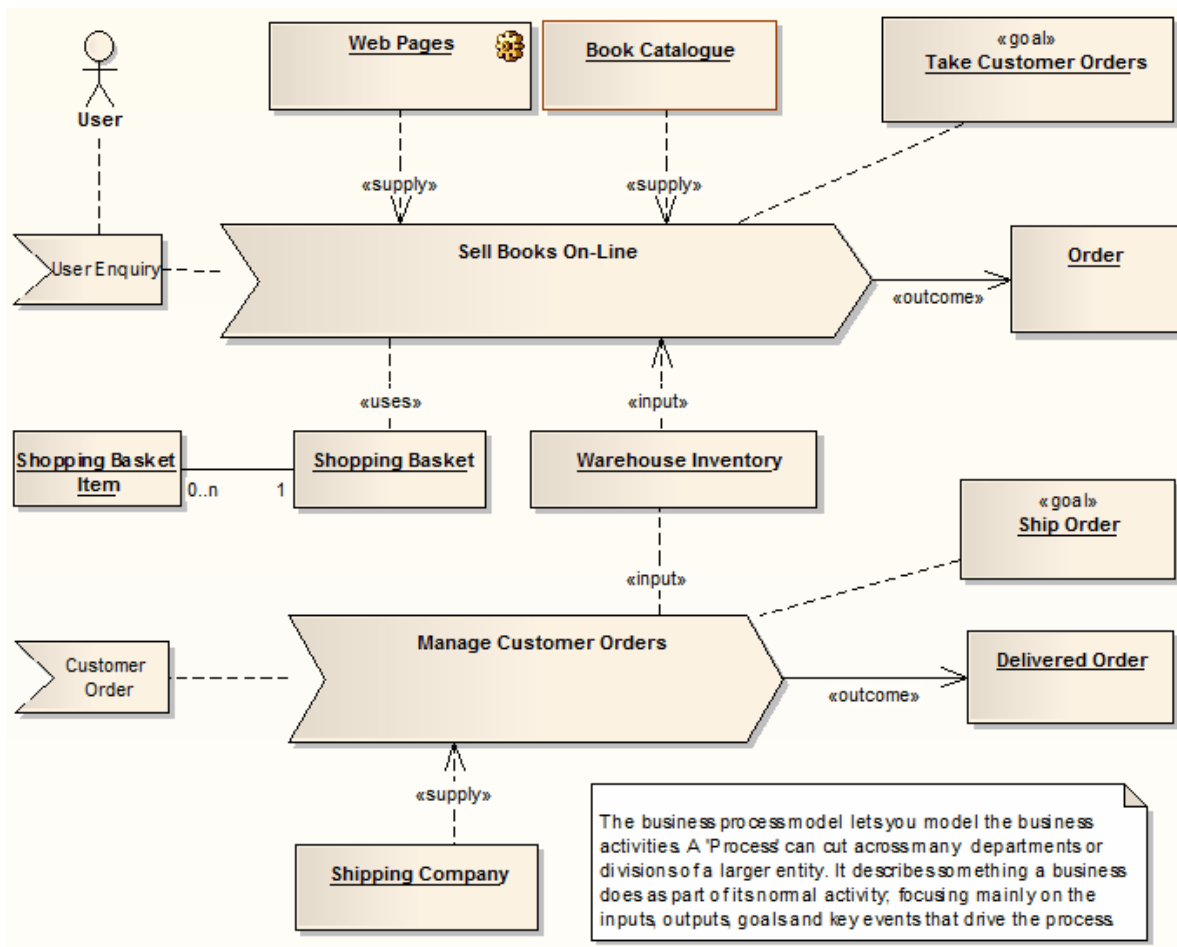 Web Pages
Book Catalogue
«goal»
Take Customer Orders
User
«supply»
«supply»
User Enquiry
Sell Books On-Line
Order
«outcome»
«uses»
«input»
Shopping Basket
Item
0..n
1
Shopping Basket
Warehouse Inventory
«goal»
Ship Order
«input»
Customer
Order
Manage Customer Orders
Delivered Order
«outcome»
«supply»
Shipping Company
The business process model lets you model the business
activities. A 'Process' can cut across many departments or
divisions of a larger entity. It describes something a business
does as part of its normal activity; focusing mainly on the
inputs, outputs, goals and key events that drive the process.